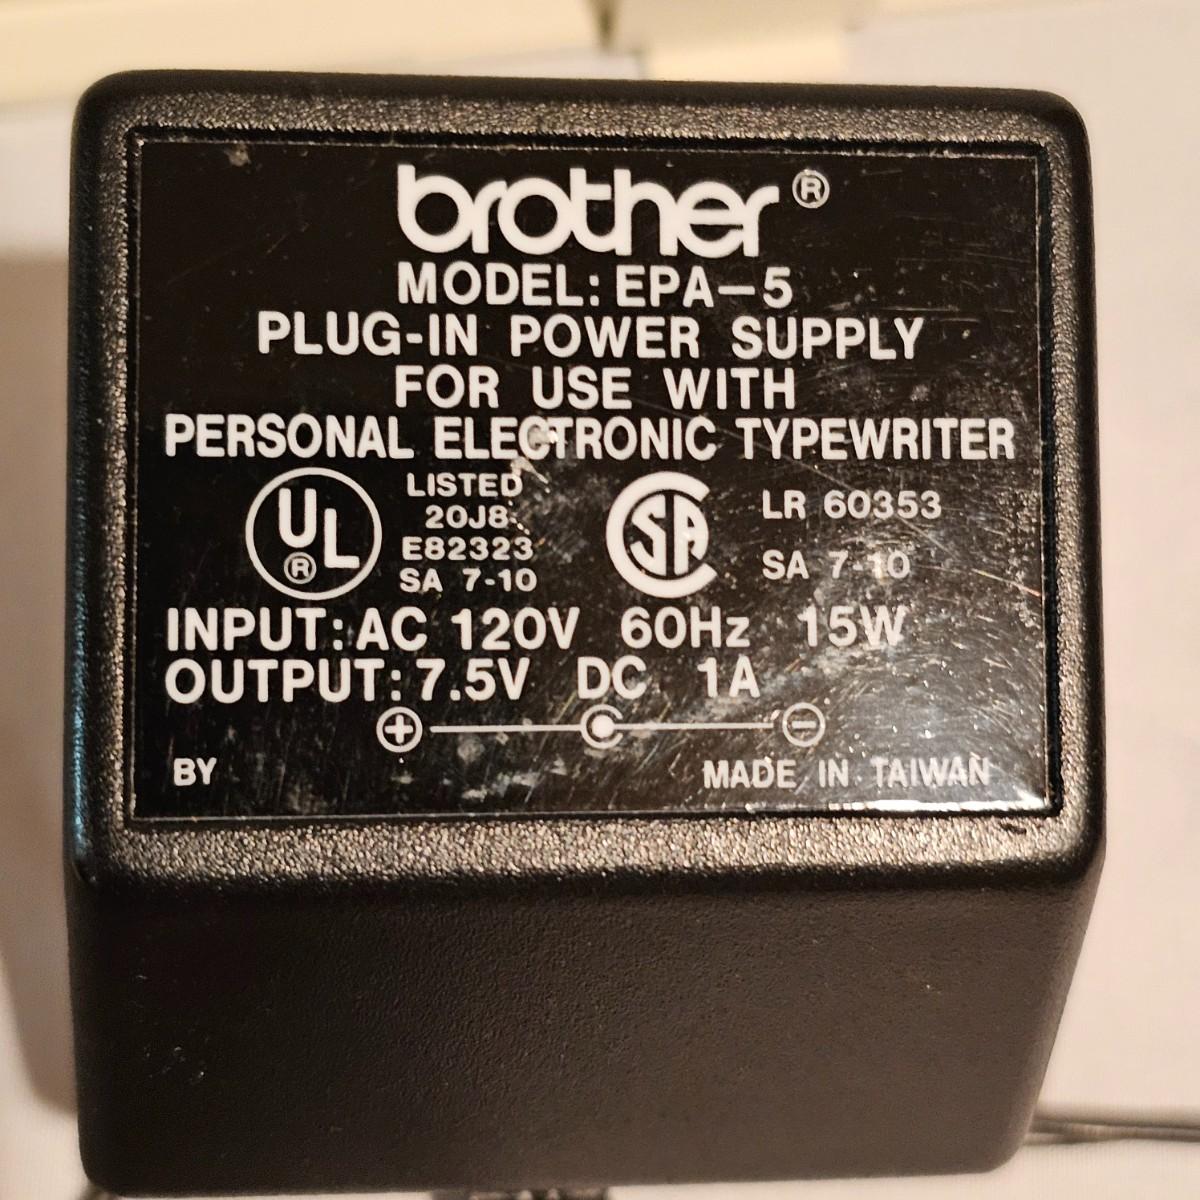 brother®
MODEL: EPA-5
PLUG-IN POWER SUPPLY
FOR USE WITH
PERSONAL ELECTRONIC TYPEWRITER
UL®
LISTED
20J8
E82323
SA 7-10
SA
LR 60353
SA 7-10
INPUT: AC 120V 60Hz 15W
OUTPUT: 7.5V DC 1A
+ -
BY
MADE IN TAIWAN